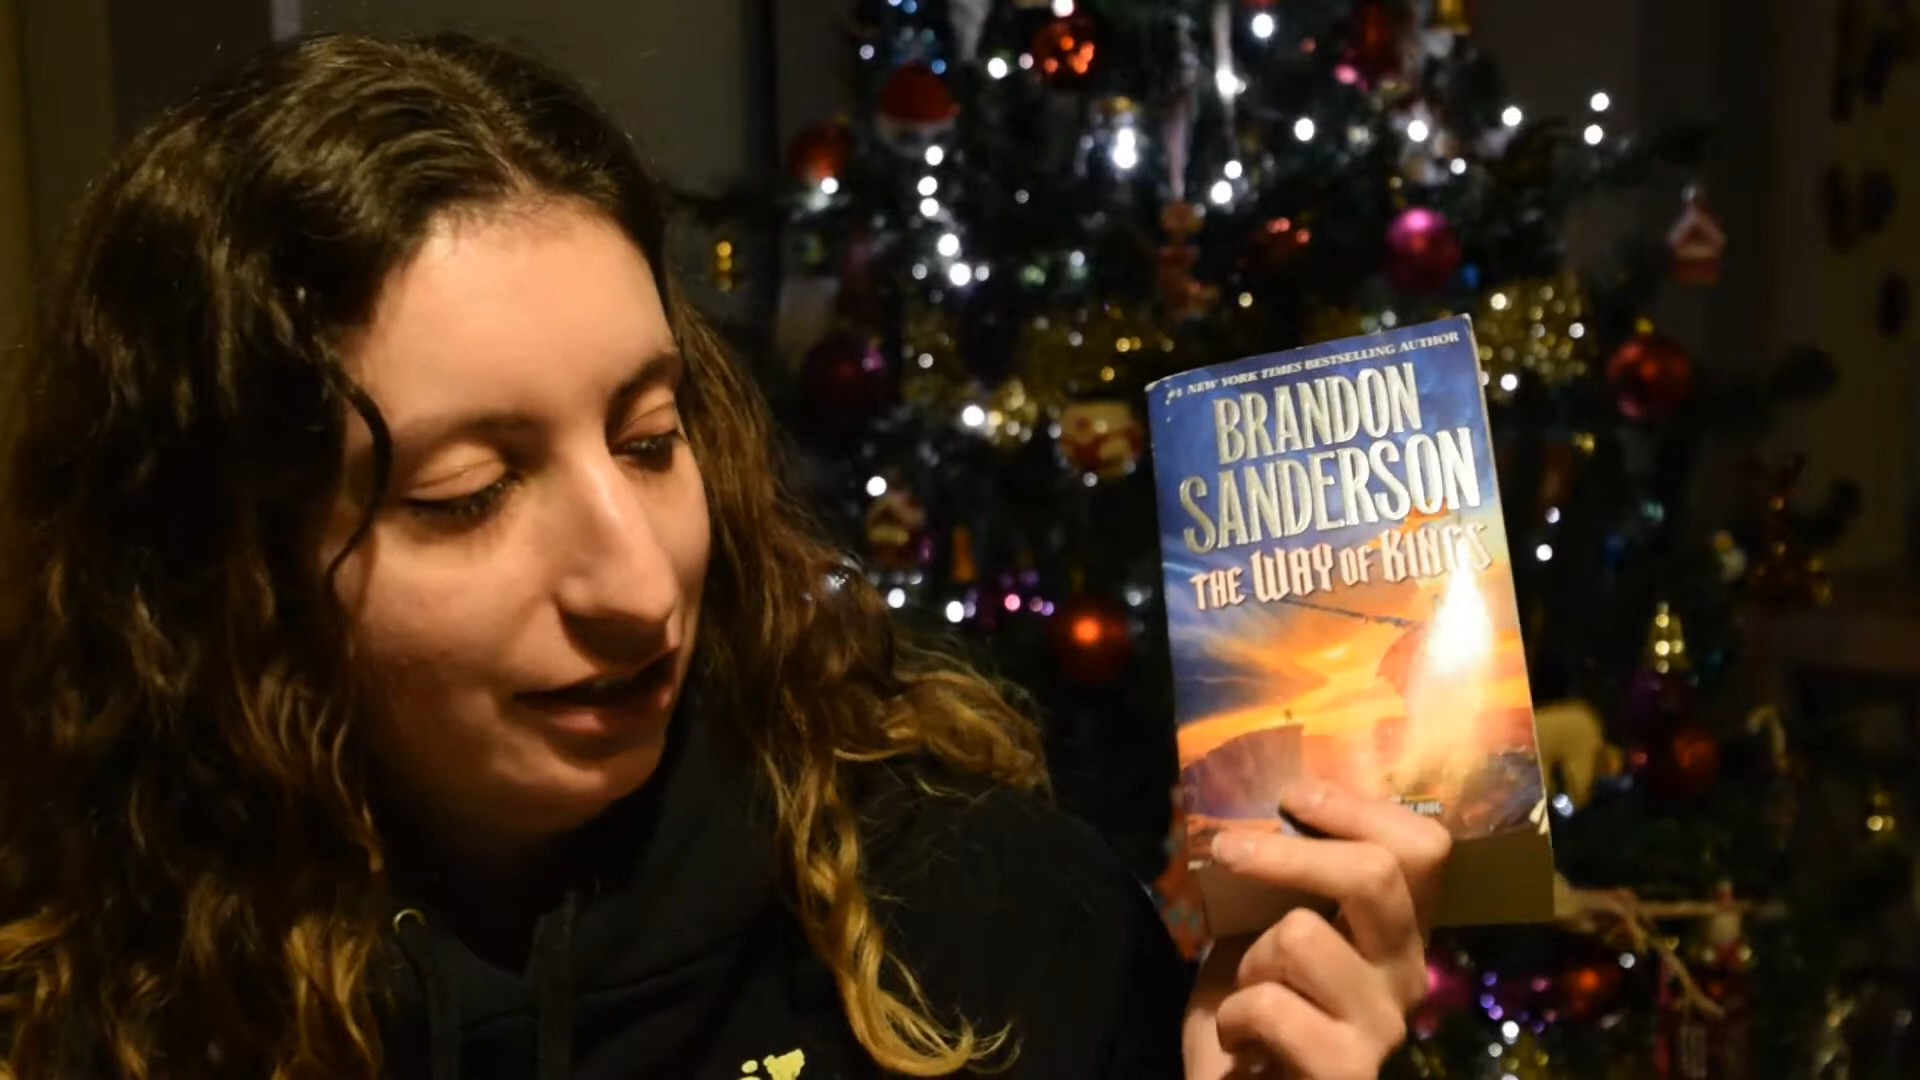 #1 NEW YORK TIMES BESTSELLING AUTHOR
BRANDON
SANDERSON
THE WAY OF KINGS